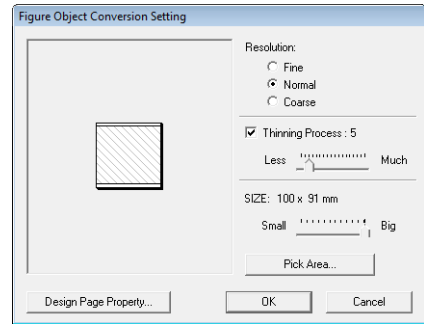 Figure Object Conversion Setting
Resolution:
Fine
Normal
Coarse
Thinning Process : 5
Less Much
SIZE: 100 x 91 mm
Small Big
Pick Area...
Design Page Property... OK Cancel